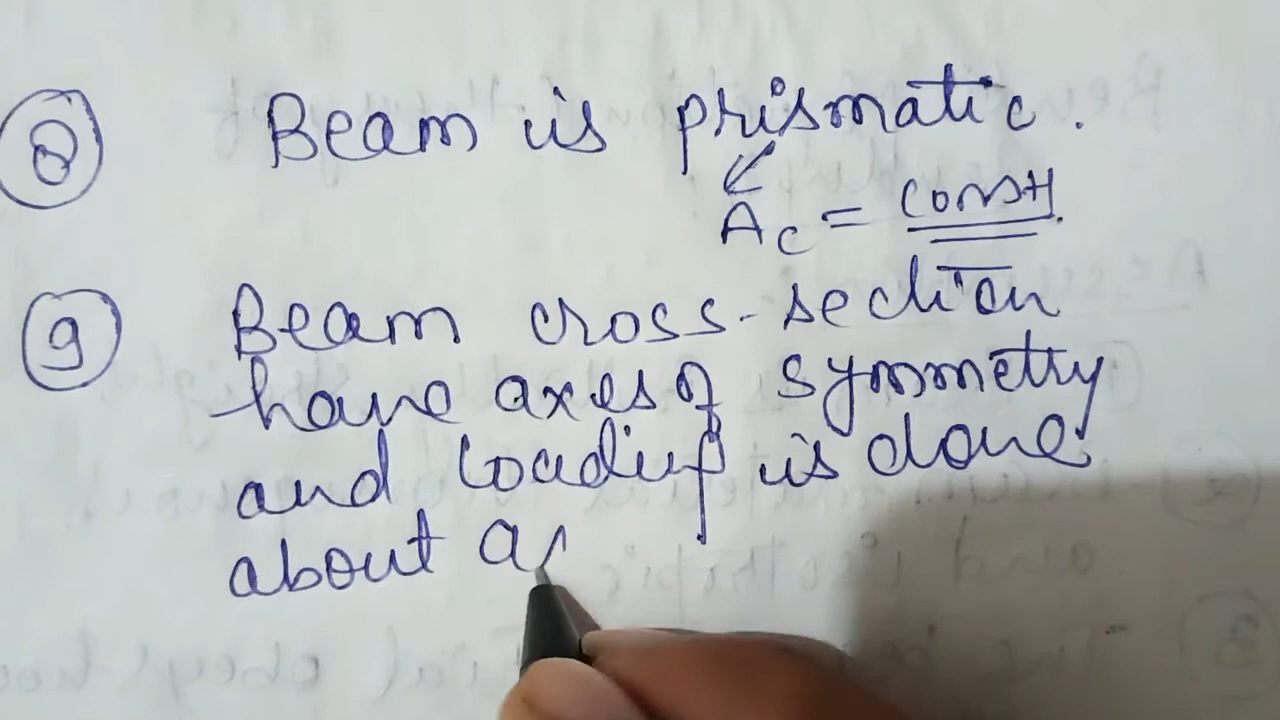 8 Beam is prismatic.
Ac = const.
9 Beam cross-section
have axes of symmetry
and loading is done
about a